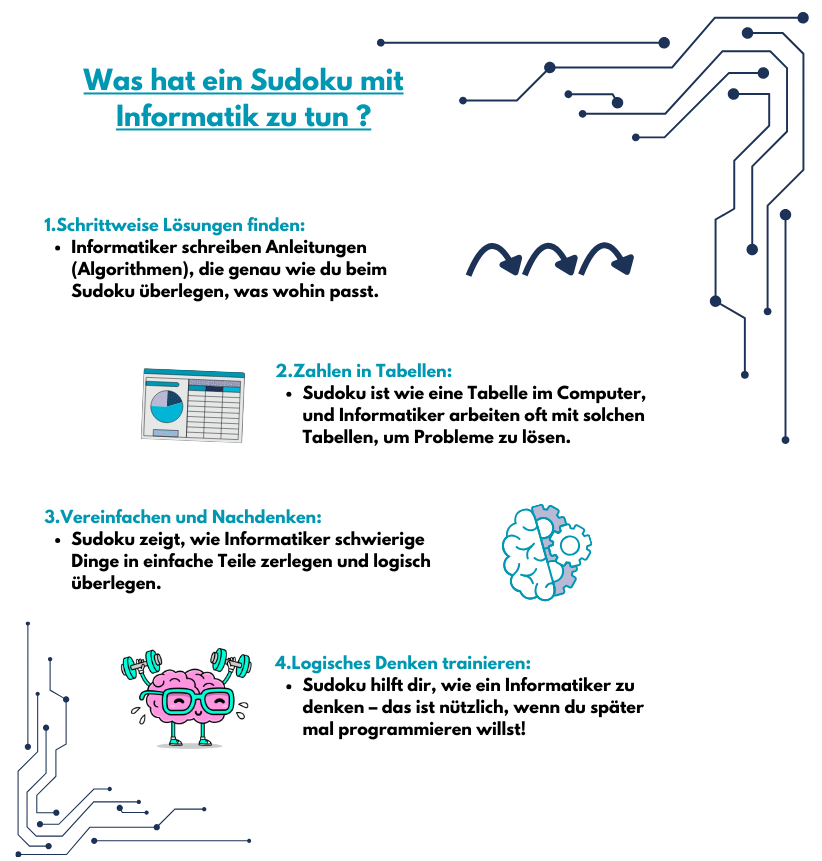 Was hat ein Sudoku mit
Informatik zu tun ?
1.Schrittweise Lösungen finden:
• Informatiker schreiben Anleitungen
(Algorithmen), die genau wie du beim
Sudoku überlegen, was wohin passt.
2.Zahlen in Tabellen:
• Sudoku ist wie eine Tabelle im Computer,
und Informatiker arbeiten oft mit solchen
Tabellen, um Probleme zu lösen.
3.Vereinfachen und Nachdenken:
• Sudoku zeigt, wie Informatiker schwierige
Dinge in einfache Teile zerlegen und logisch
überlegen.
4.Logisches Denken trainieren:
• Sudoku hilft dir, wie ein Informatiker zu
denken – das ist nützlich, wenn du später
mal programmieren willst!